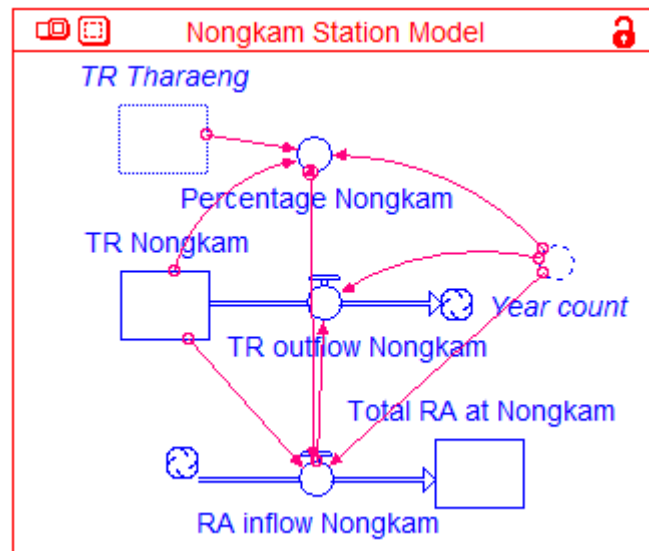 Nongkam Station Model
TR Tharaeng
Percentage Nongkam
TR Nongkam
Year count
TR outflow Nongkam
Total RA at Nongkam
RA inflow Nongkam